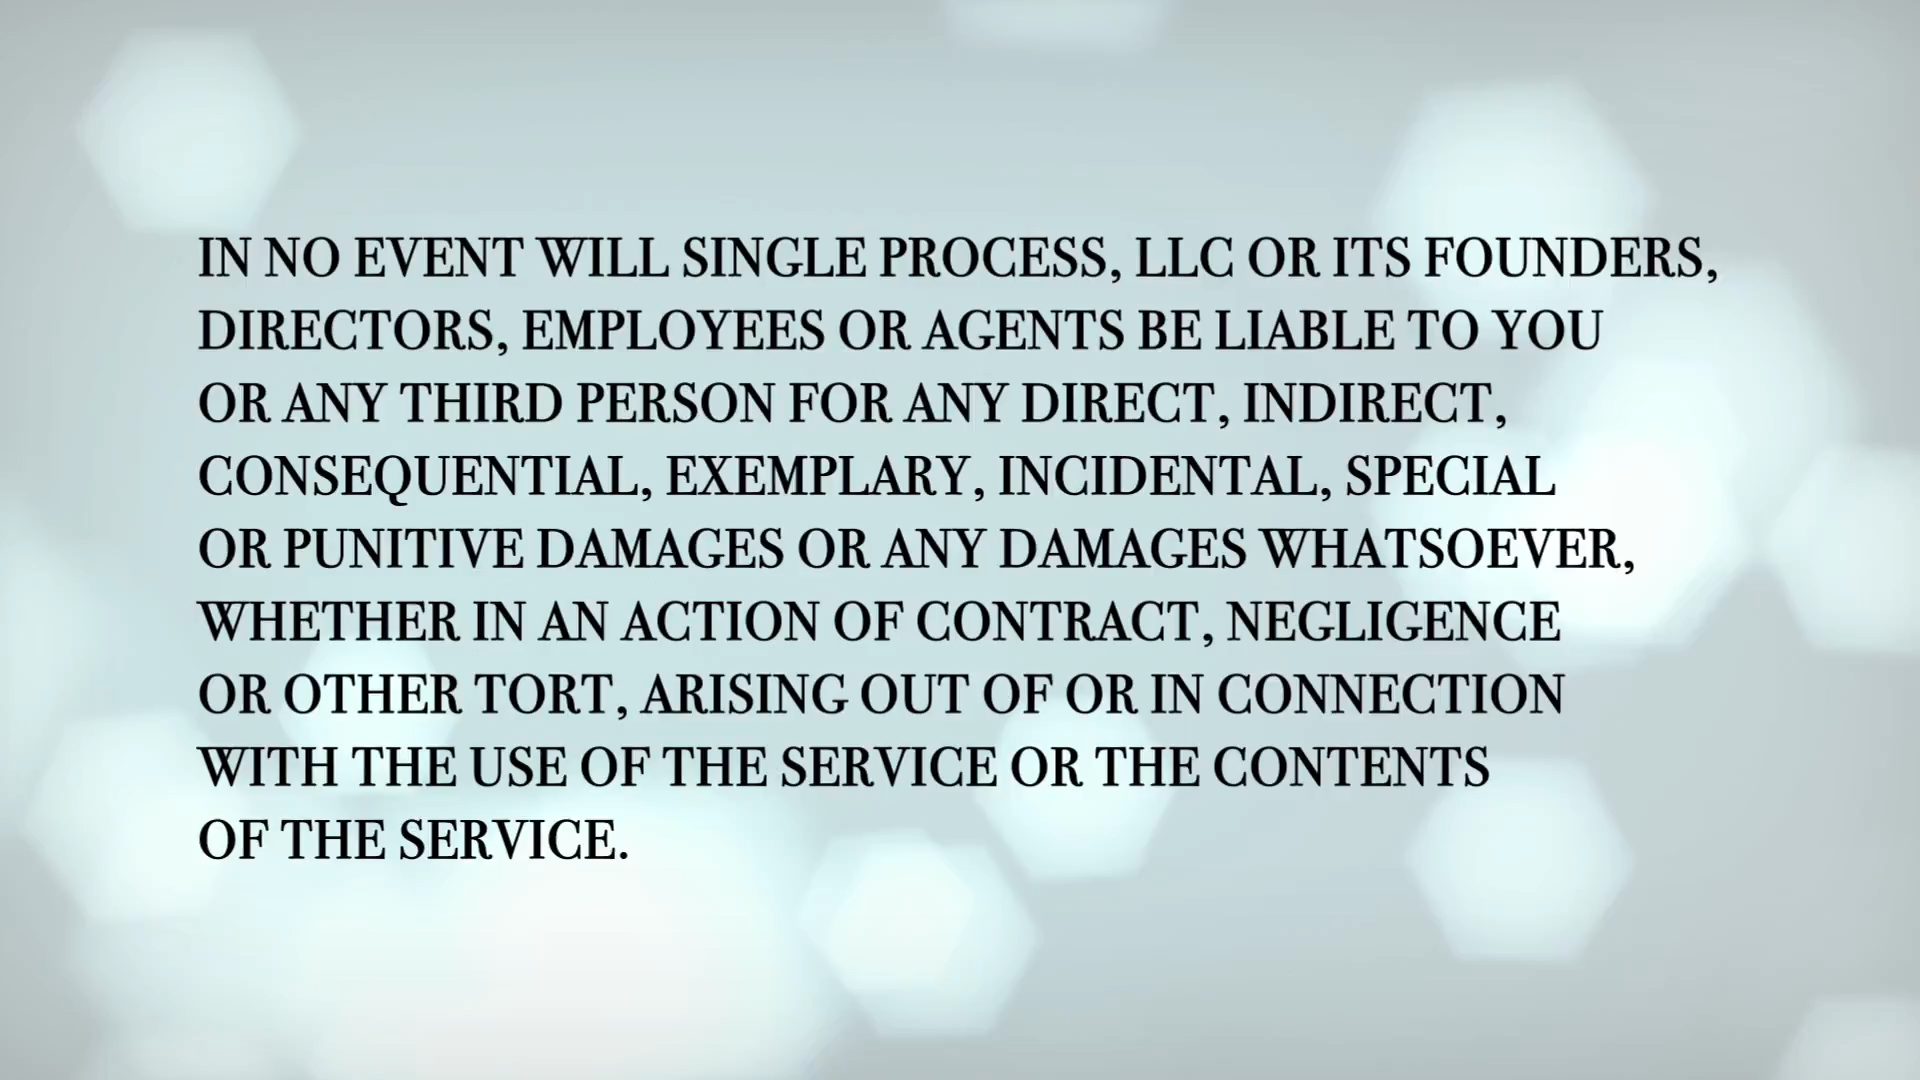 IN NO EVENT WILL SINGLE PROCESS, LLC OR ITS FOUNDERS,
DIRECTORS, EMPLOYEES OR AGENTS BE LIABLE TO YOU
OR ANY THIRD PERSON FOR ANY DIRECT, INDIRECT,
CONSEQUENTIAL, EXEMPLARY, INCIDENTAL, SPECIAL
OR PUNITIVE DAMAGES OR ANY DAMAGES WHATSOEVER,
WHETHER IN AN ACTION OF CONTRACT, NEGLIGENCE
OR OTHER TORT, ARISING OUT OF OR IN CONNECTION
WITH THE USE OF THE SERVICE OR THE CONTENTS
OF THE SERVICE.